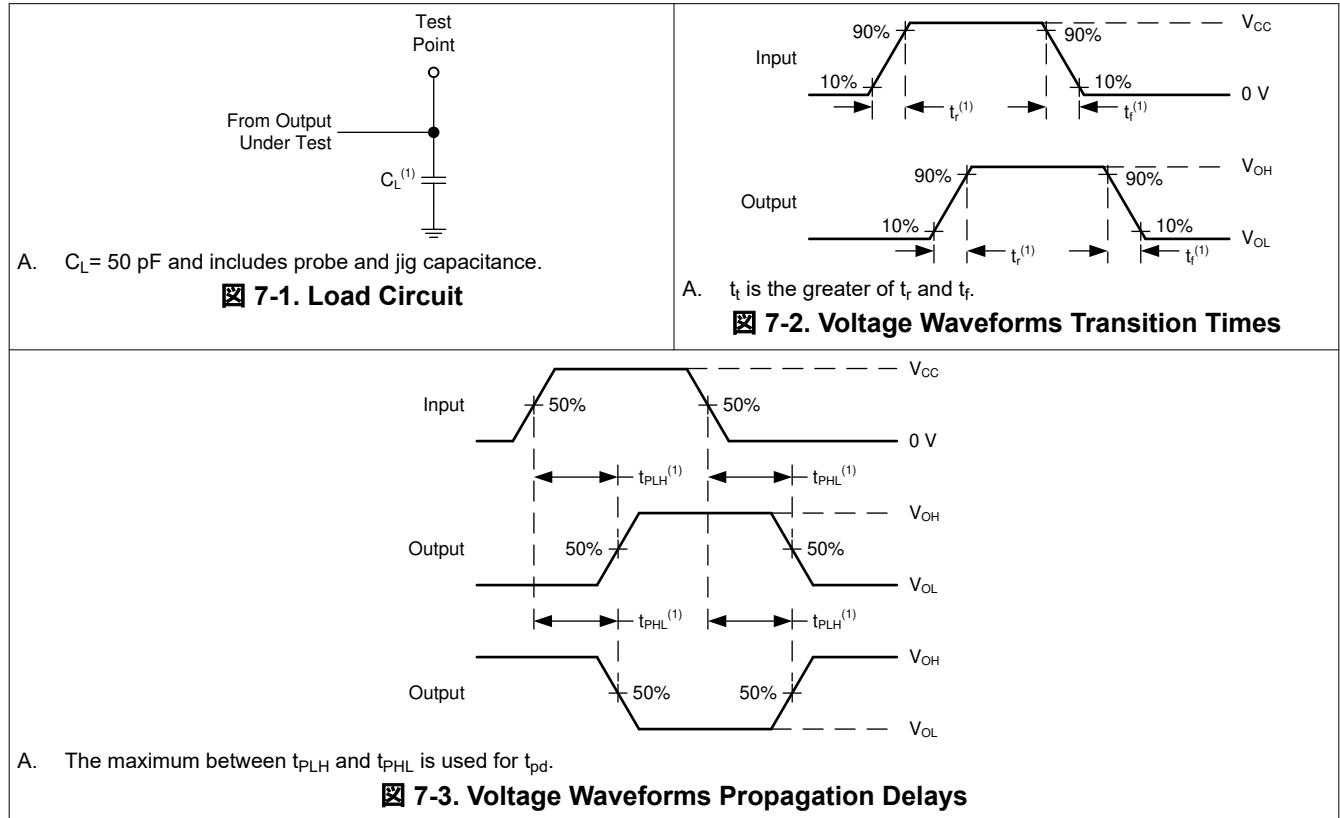 Test
Point
From Output
Under Test
C_L(1)
A. C_L= 50 pF and includes probe and jig capacitance.
図 7-1. Load Circuit
V_CC
90% 90%
Input
10% 10%
0 V
t_r(1) t_f(1)
V_OH
90% 90%
Output
10% 10%
V_OL
t_r(1) t_f(1)
A. t_t is the greater of t_r and t_f.
図 7-2. Voltage Waveforms Transition Times
V_CC
Input 50% 50%
0 V
t_PLH(1) t_PHL(1)
V_OH
Output 50% 50%
V_OL
t_PHL(1) t_PLH(1)
V_OH
Output 50% 50%
V_OL
A. The maximum between t_PLH and t_PHL is used for t_pd.
図 7-3. Voltage Waveforms Propagation Delays